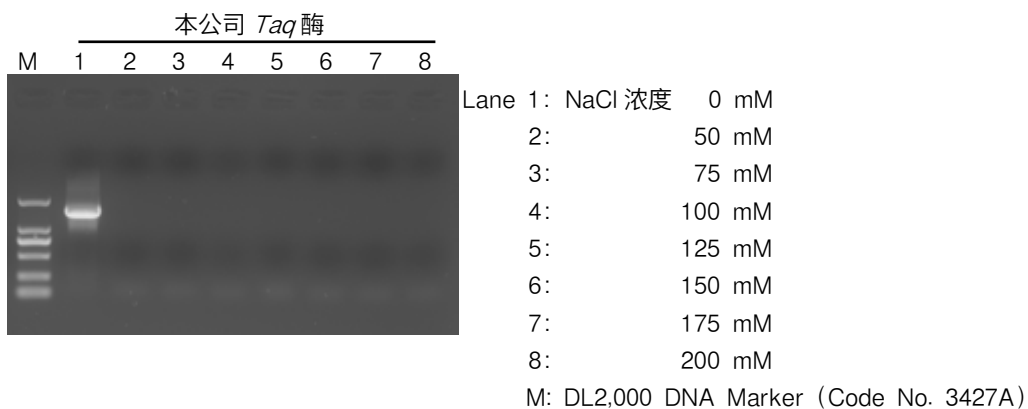 本公司 Taq 酶
M 1 2 3 4 5 6 7 8
Lane 1: NaCl 浓度 0 mM
2: 50 mM
3: 75 mM
4: 100 mM
5: 125 mM
6: 150 mM
7: 175 mM
8: 200 mM
M: DL2,000 DNA Marker (Code No. 3427A)